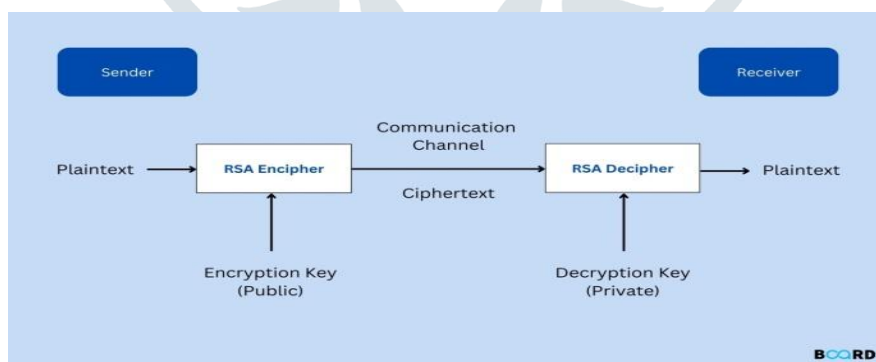 Sender
Receiver
Communication
Channel
Plaintext
RSA Encipher
RSA Decipher
Plaintext
Ciphertext
Encryption Key
(Public)
Decryption Key
(Private)
BOARD